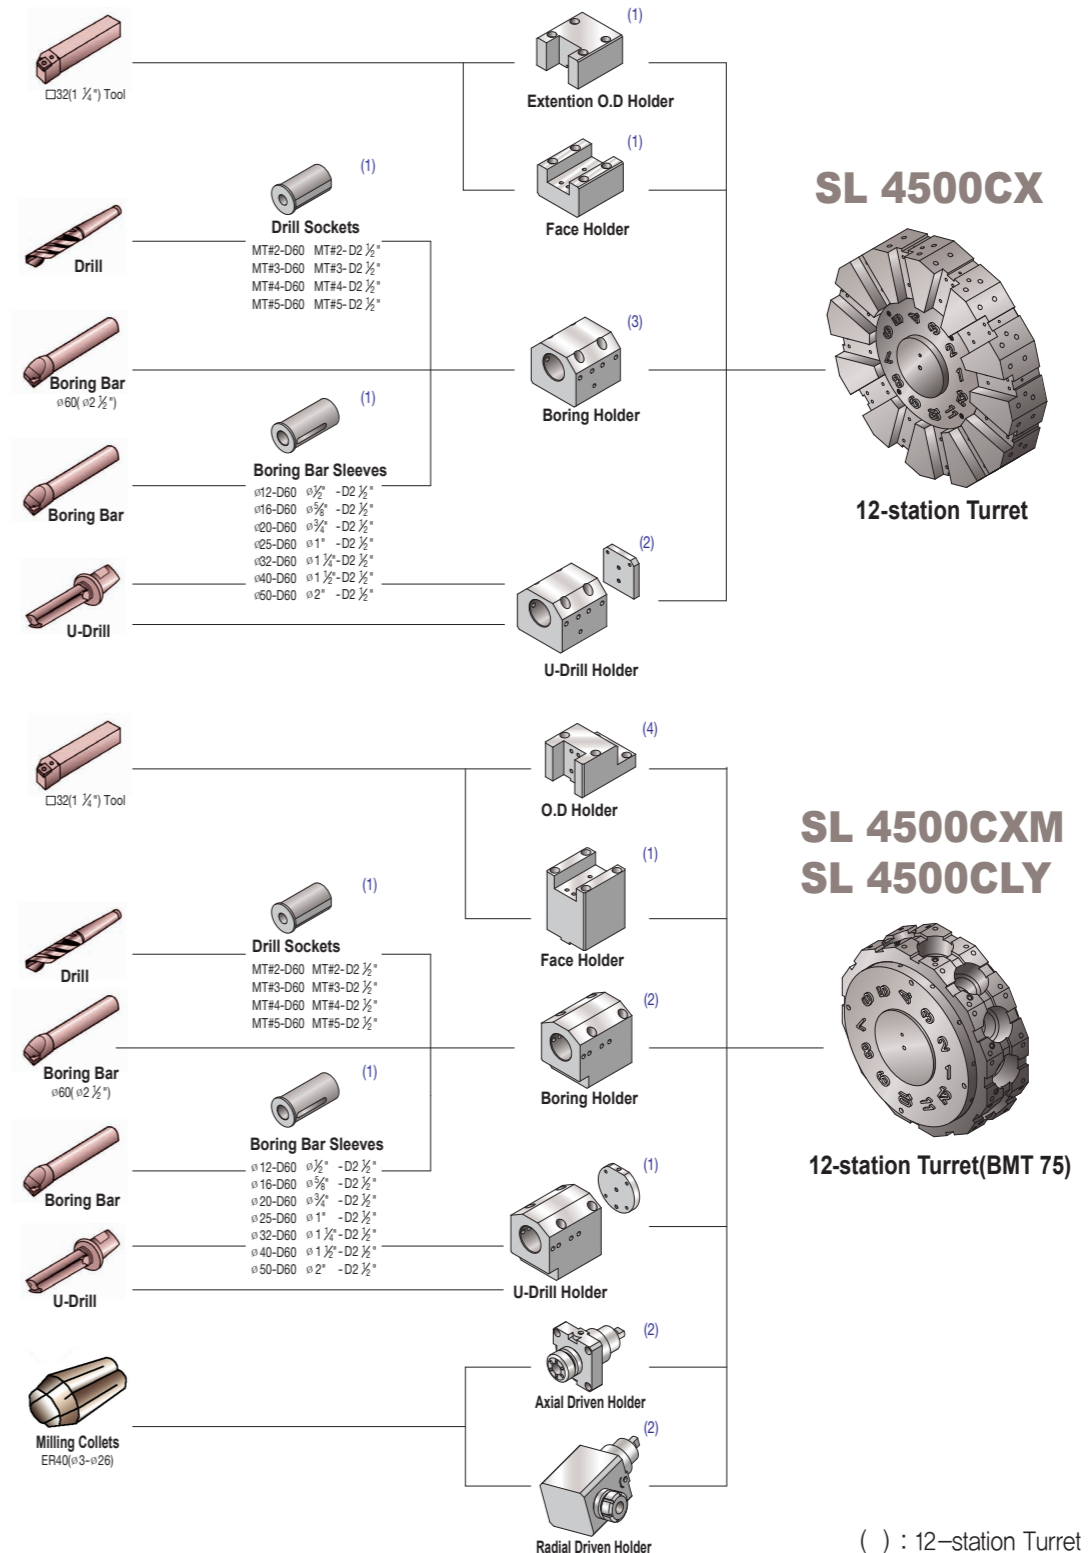 (1)
□32(1 ¼") Tool
Extention O.D Holder
(1)
Face Holder
SL 4500CX
(1)
Drill Sockets
MT#2-D60 MT#2-D2 ½"
MT#3-D60 MT#3-D2 ½"
MT#4-D60 MT#4-D2 ½"
MT#5-D60 MT#5-D2 ½"
Drill
(3)
Boring Bar
ø60(ø2 ½")
Boring Holder
(1)
Boring Bar Sleeves
ø12-D60 ø½" -D2 ½"
ø16-D60 ø⅝" -D2 ½"
ø20-D60 ø¾" -D2 ½"
ø25-D60 ø1" -D2 ½"
ø32-D60 ø1 ¼"-D2 ½"
ø40-D60 ø1 ½"-D2 ½"
ø50-D60 ø2" -D2 ½"
Boring Bar
12-station Turret
(2)
U-Drill
U-Drill Holder
(4)
□32(1 ¼") Tool
O.D Holder
(1)
Face Holder
SL 4500CXM
SL 4500CLY
(1)
Drill Sockets
MT#2-D60 MT#2-D2 ½"
MT#3-D60 MT#3-D2 ½"
MT#4-D60 MT#4-D2 ½"
MT#5-D60 MT#5-D2 ½"
Drill
(2)
Boring Bar
ø60(ø2 ½")
Boring Holder
(1)
Boring Bar Sleeves
ø12-D60 ø½" -D2 ½"
ø16-D60 ø⅝" -D2 ½"
ø20-D60 ø¾" -D2 ½"
ø25-D60 ø1" -D2 ½"
ø32-D60 ø1 ¼"-D2 ½"
ø40-D60 ø1 ½"-D2 ½"
ø50-D60 ø2" -D2 ½"
Boring Bar
12-station Turret(BMT 75)
(1)
U-Drill
U-Drill Holder
(2)
Axial Driven Holder
Milling Collets
ER40(ø3-ø26)
(2)
Radial Driven Holder
( ) : 12-station Turret